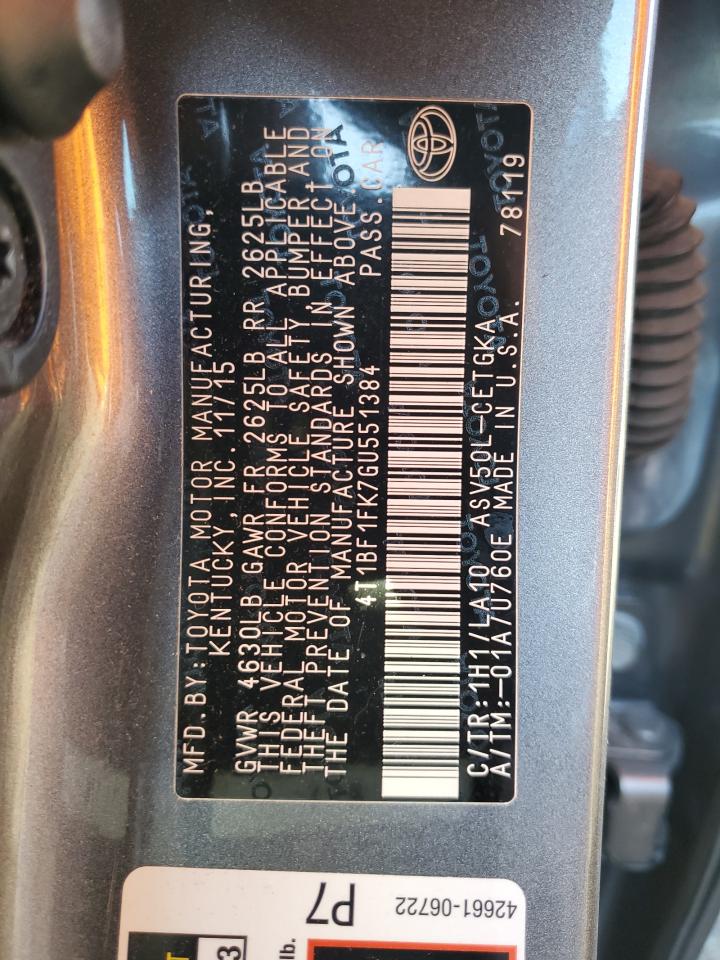 MFD.BY:TOYOTA MOTOR MANUFACTURING,
KENTUCKY, INC. 11/15
GVWR 4630LB GAWR FR 2625LB RR 2625LB
THIS VEHICLE CONFORMS TO ALL APPLICABLE
FEDERAL MOTOR VEHICLE SAFETY, BUMPER, AND
THEFT PREVENTION STANDARDS IN EFFECT ON
THE DATE OF MANUFACTURE SHOWN ABOVE.
4T1BF1FK7GU551384 PASS.CAR
C/TR:1H1/LA10 ASV50L-CETGKA
A/TM:-01A/U760E MADE IN U.S.A. 78119
42661-06722
P7
lb.
3